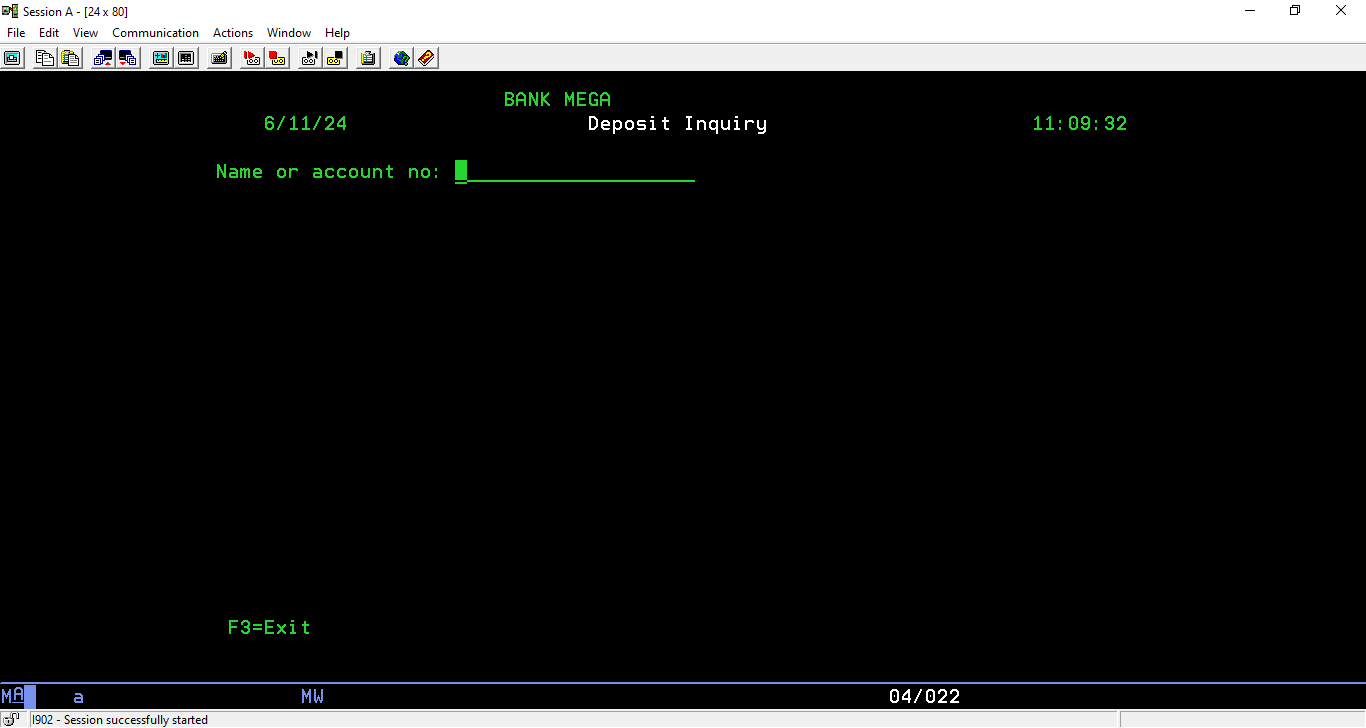 Session A - [24 x 80]
File Edit View Communication Actions Window Help
BANK MEGA
6/11/24 Deposit Inquiry 11:09:32
Name or account no:
F3=Exit
MA a MW 04/022
I902 - Session successfully started